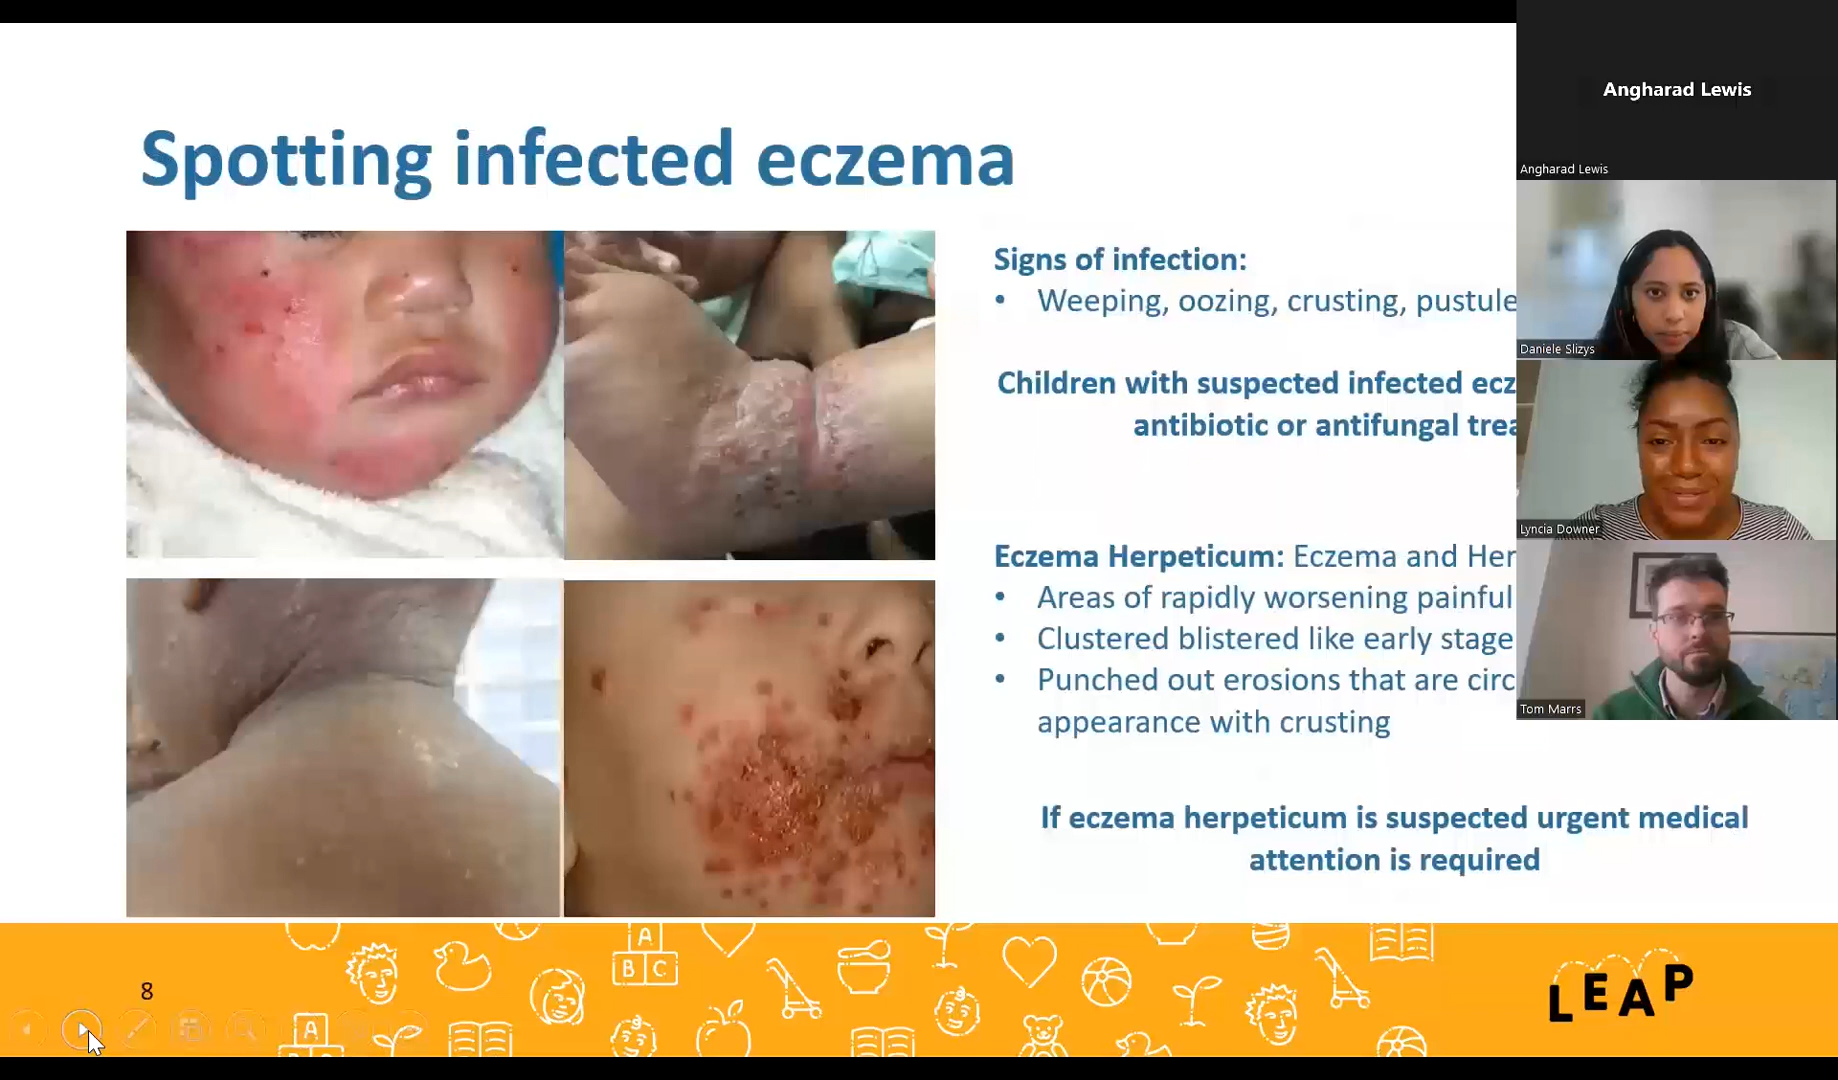 Spotting infected eczema
Signs of infection:
• Weeping, oozing, crusting, pustule
Children with suspected infected ecz
antibiotic or antifungal trea
Eczema Herpeticum: Eczema and Her
• Areas of rapidly worsening painful
• Clustered blistered like early stage
• Punched out erosions that are circ
appearance with crusting
If eczema herpeticum is suspected urgent medical
attention is required
Angharad Lewis
Angharad Lewis
Daniele Slizys
Lyncia Downer
Tom Marrs
8
A
B C
A
LEAP